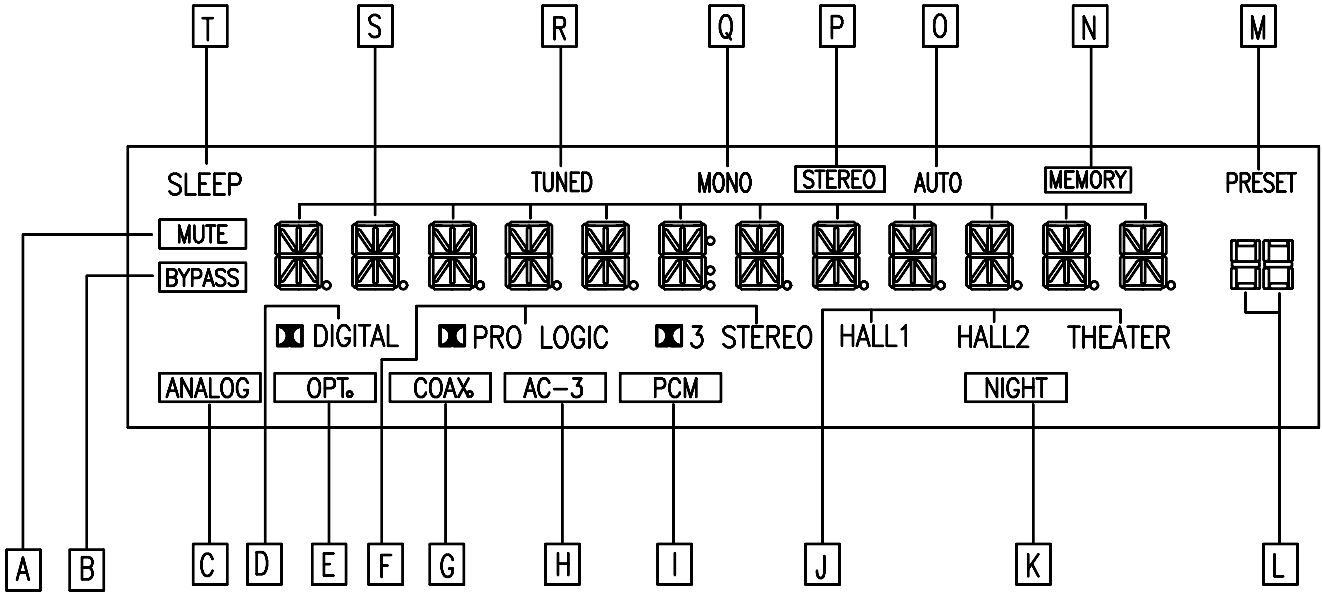 T S R Q P O N M
SLEEP TUNED MONO STEREO AUTO MEMORY PRESET
MUTE
BYPASS
DIGITAL PRO LOGIC 3 STEREO HALL1 HALL2 THEATER
ANALOG OPT. COAX. AC-3 PCM NIGHT
A B C D E F G H I J K L